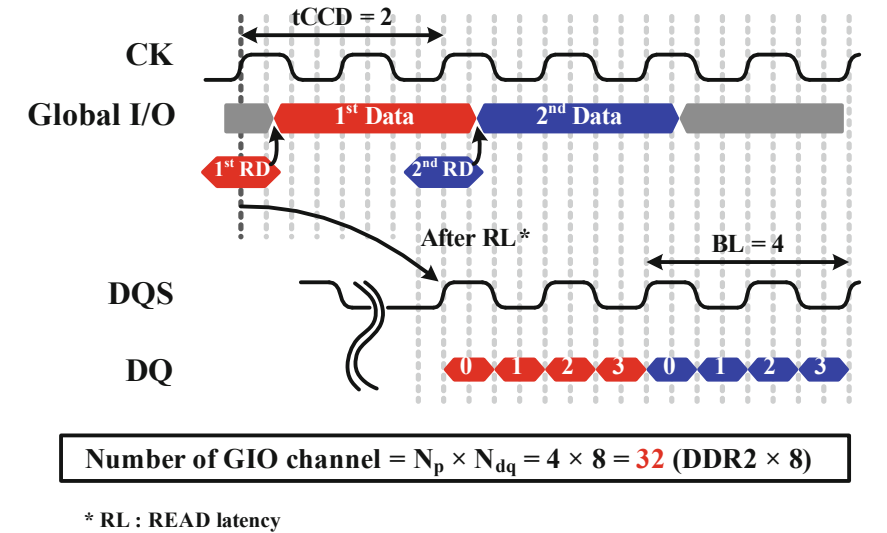 tCCD = 2
CK
Global I/O
1st Data
2nd Data
1st RD
2nd RD
After RL*
BL = 4
DQS
DQ
0 1 2 3 0 1 2 3
Number of GIO channel = Np × Ndq = 4 × 8 = 32 (DDR2 × 8)
* RL : READ latency